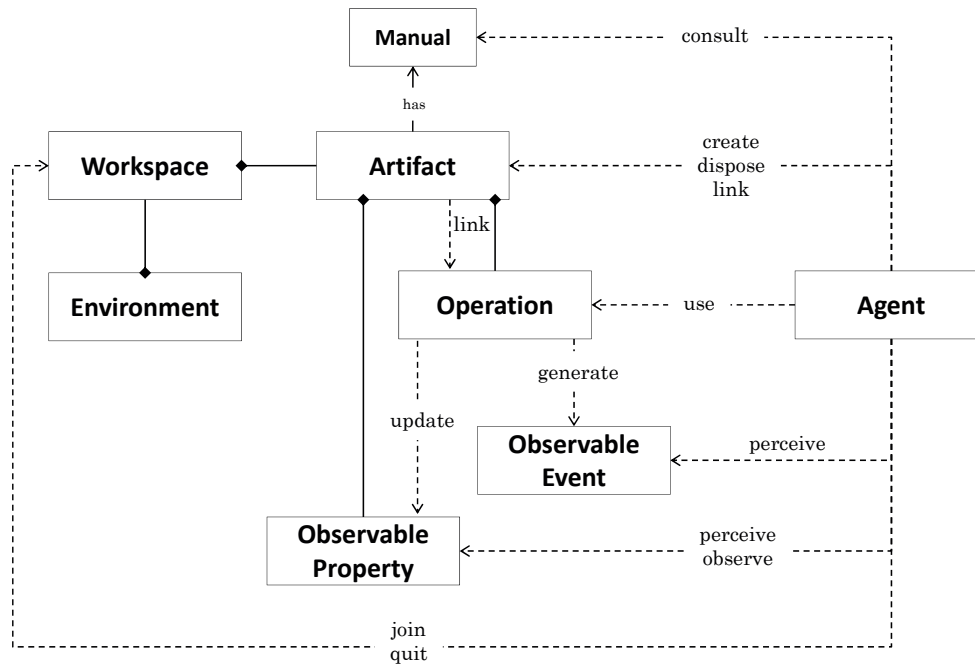 Manual
consult
has
Workspace
Artifact
create
dispose
link
link
Environment
Operation
use
Agent
generate
update
Observable
Event
perceive
Observable
Property
perceive
observe
join
quit